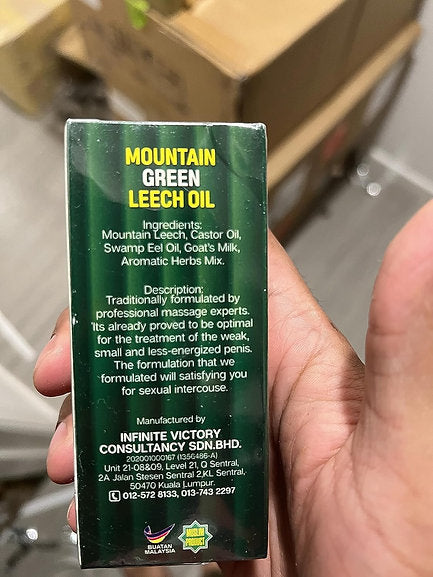 MOUNTAIN
GREEN
LEECH OIL
Ingredients:
Mountain Leech, Castor Oil,
Swamp Eel Oil, Goat's Milk,
Aromatic Herbs Mix.
Description:
Traditionally formulated by
professional massage experts.
'Its already proved to be optimal
for the treatment of the weak,
small and less-energized penis.
The formulation that we
formulated will satisfying you
for sexual intercouse.
Manufactured by
INFINITE VICTORY
CONSULTANCY SDN.BHD.
202001000167 (1356486-A)
Unit 21-08&09, Level 21, Q Sentral,
2A Jalan Stesen Sentral 2,KL Sentral,
50470 Kuala Lumpur.
012-572 8133, 013-743 2297
BUATAN
MALAYSIA
MUSLIM
PRODUCT